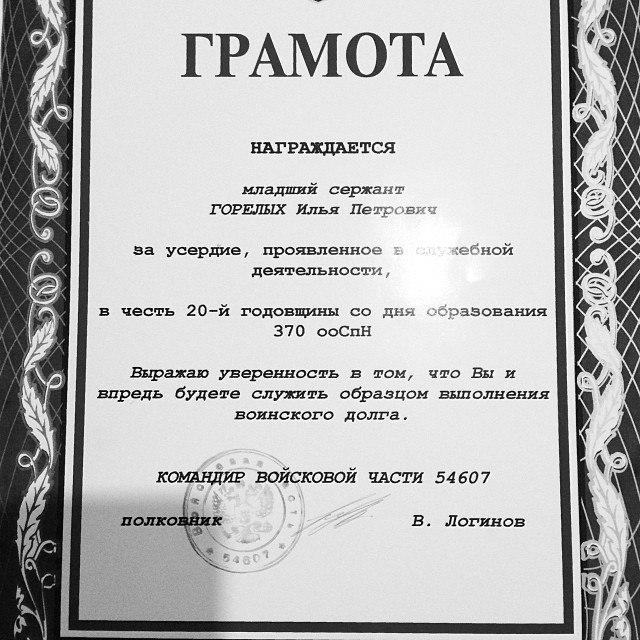 ГРАМОТА
НАГРАЖДАЕТСЯ
младший сержант
ГОРЕЛЫХ Илья Петрович
за усердие, проявленное в служебной
деятельности,
в честь 20-й годовщины со дня образования
370 ооСпН
Выражаю уверенность в том, что Вы и
впредь будете служить образцом выполнения
воинского долга.
КОМАНДИР ВОЙСКОВОЙ ЧАСТИ 54607
полковник В. Логинов
54607